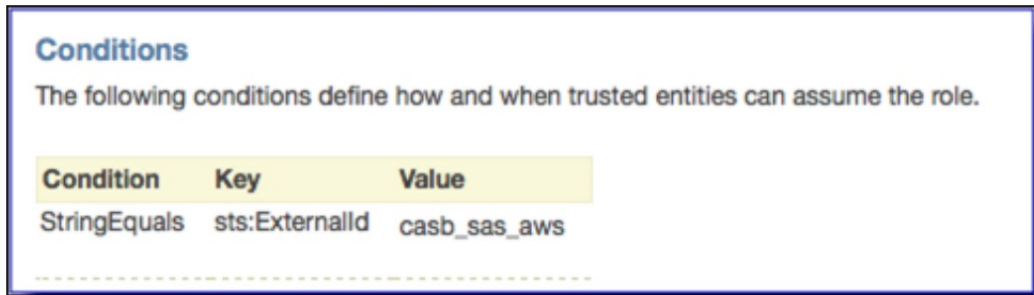 Conditions
The following conditions define how and when trusted entities can assume the role.
Condition Key Value
StringEquals sts:ExternalId casb_sas_aws